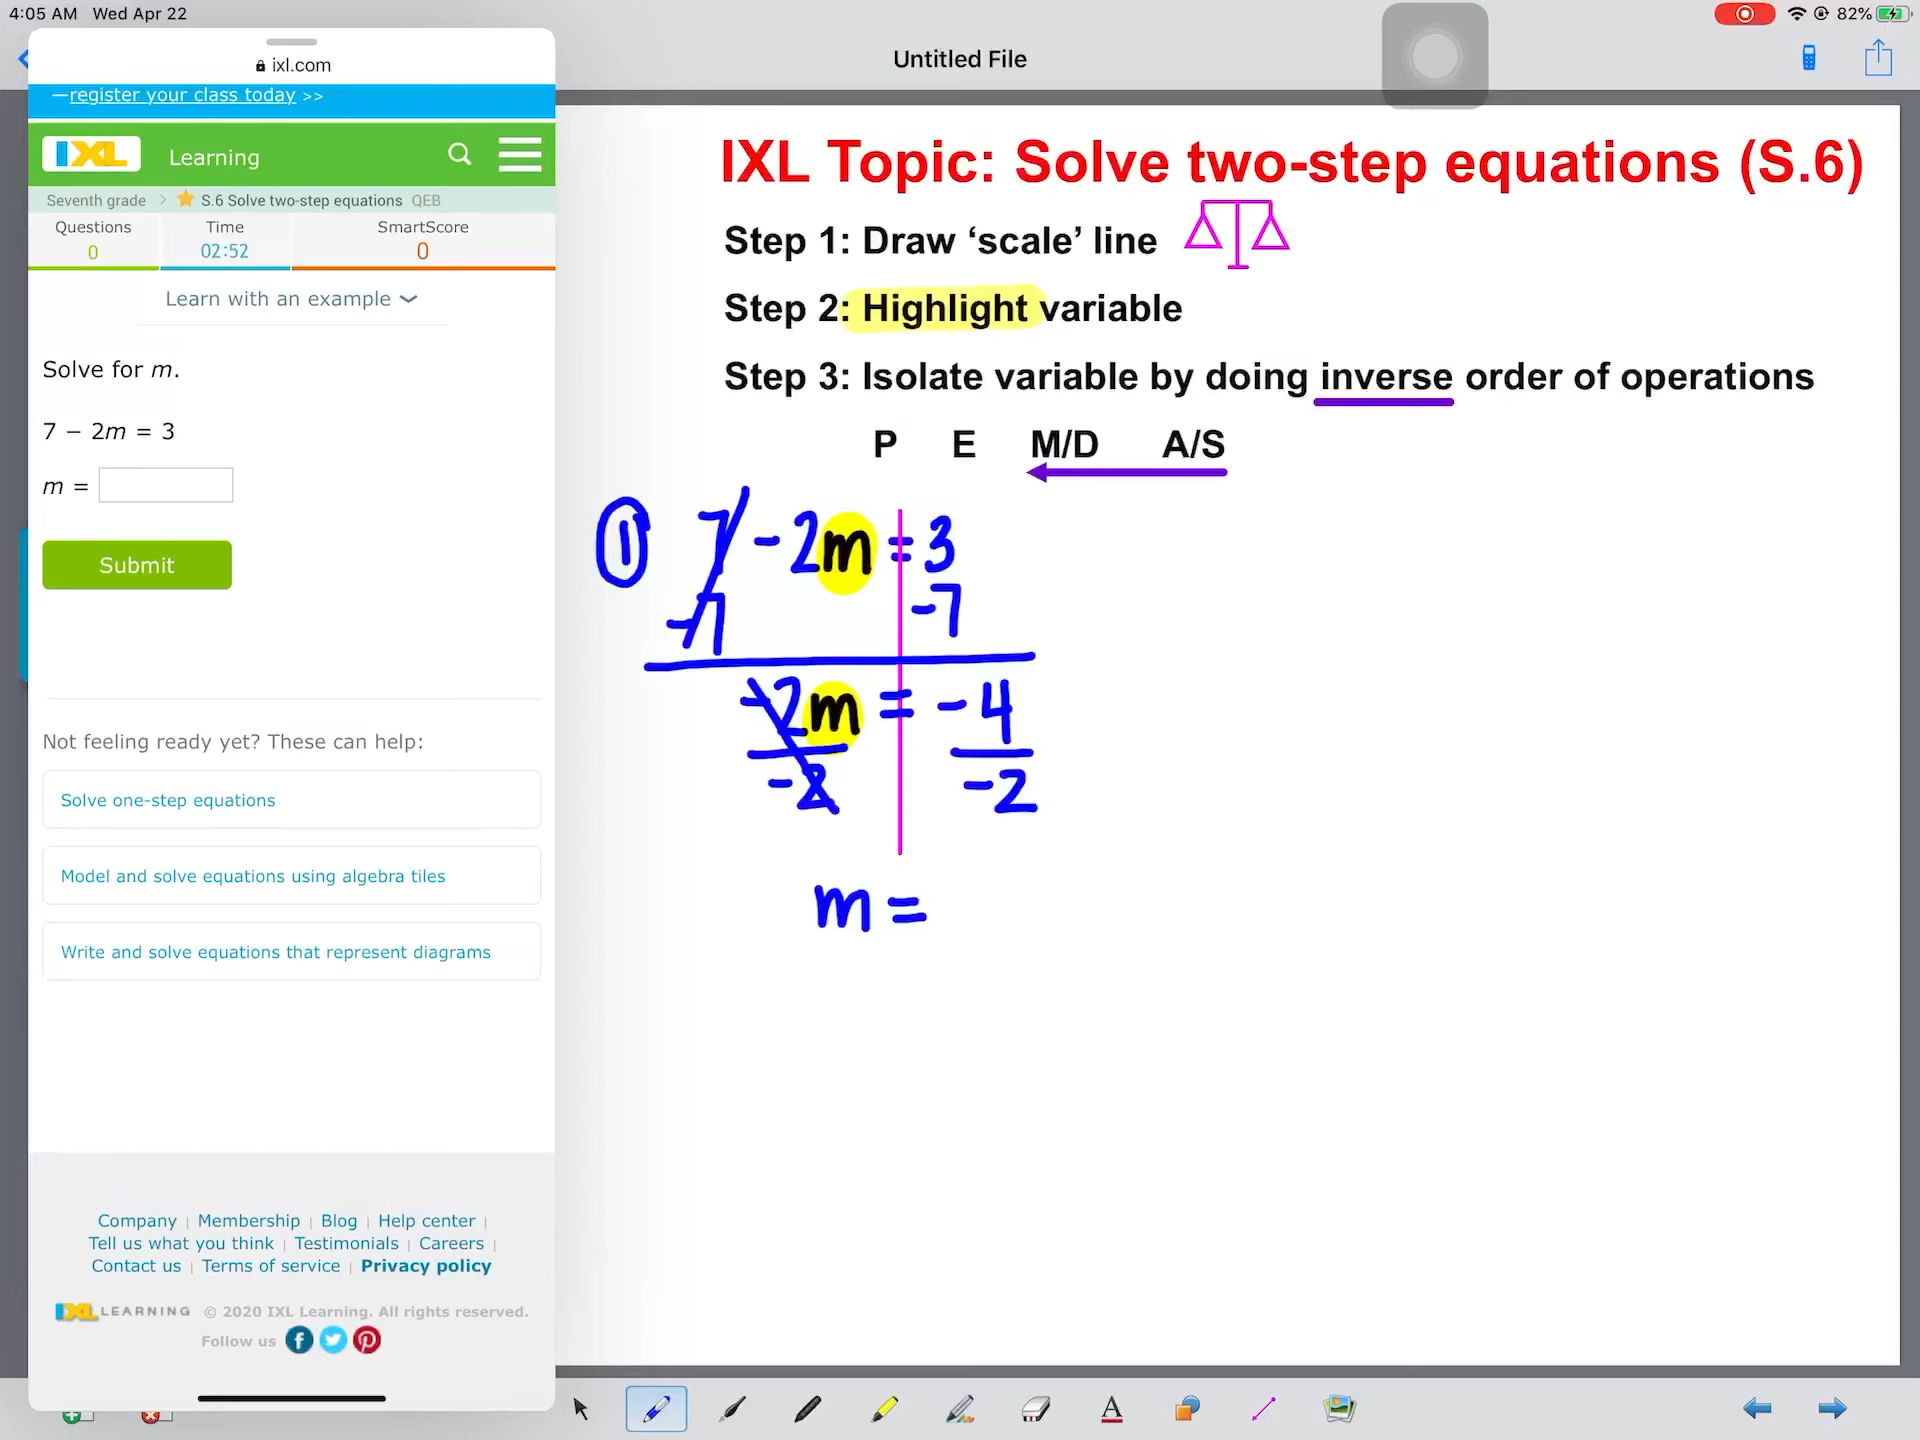 4:05 AM Wed Apr 22
82%
ixl.com
Untitled File
—register your class today >>
IXL Learning
Seventh grade > S.6 Solve two-step equations QEB
Questions Time SmartScore
0 02:52 0
Learn with an example
Solve for m.
7 − 2m = 3
m =
Submit
Not feeling ready yet? These can help:
Solve one-step equations
Model and solve equations using algebra tiles
Write and solve equations that represent diagrams
Company | Membership | Blog | Help center |
Tell us what you think | Testimonials | Careers |
Contact us | Terms of service | Privacy policy
IXL LEARNING © 2020 IXL Learning. All rights reserved.
Follow us
IXL Topic: Solve two-step equations (S.6)
Step 1: Draw ‘scale’ line
Step 2: Highlight variable
Step 3: Isolate variable by doing inverse order of operations
P E M/D A/S
① 7 - 2m = 3
-7 -7
-2m = -4
-2 -2
m =
A